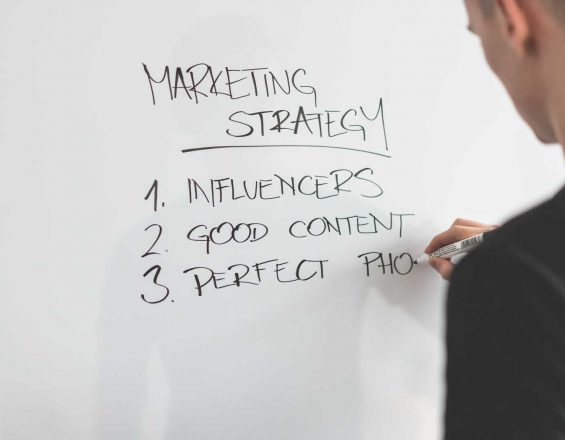 MARKETING
STRATEGY
1. INFLUENCERS
2. GOOD CONTENT
3. PERFECT PHO